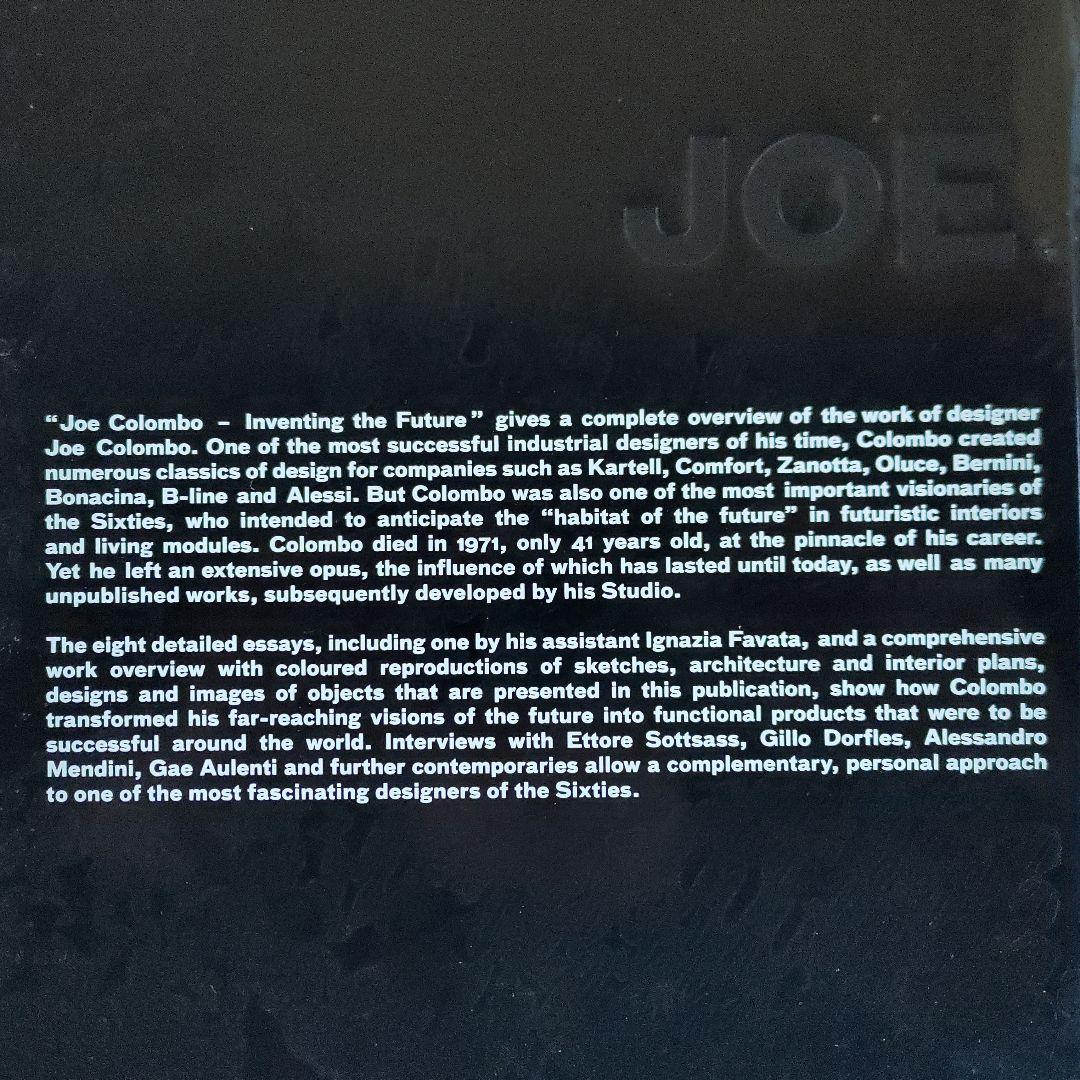 JOE
“Joe Colombo – Inventing the Future” gives a complete overview of the work of designer
Joe Colombo. One of the most successful industrial designers of his time, Colombo created
numerous classics of design for companies such as Kartell, Comfort, Zanotta, Oluce, Bernini,
Bonacina, B-line and Alessi. But Colombo was also one of the most important visionaries of
the Sixties, who intended to anticipate the “habitat of the future” in futuristic interiors
and living modules. Colombo died in 1971, only 41 years old, at the pinnacle of his career.
Yet he left an extensive opus, the influence of which has lasted until today, as well as many
unpublished works, subsequently developed by his Studio.
The eight detailed essays, including one by his assistant Ignazia Favata, and a comprehensive
work overview with coloured reproductions of sketches, architecture and interior plans,
designs and images of objects that are presented in this publication, show how Colombo
transformed his far-reaching visions of the future into functional products that were to be
successful around the world. Interviews with Ettore Sottsass, Gillo Dorfles, Alessandro
Mendini, Gae Aulenti and further contemporaries allow a complementary, personal approach
to one of the most fascinating designers of the Sixties.